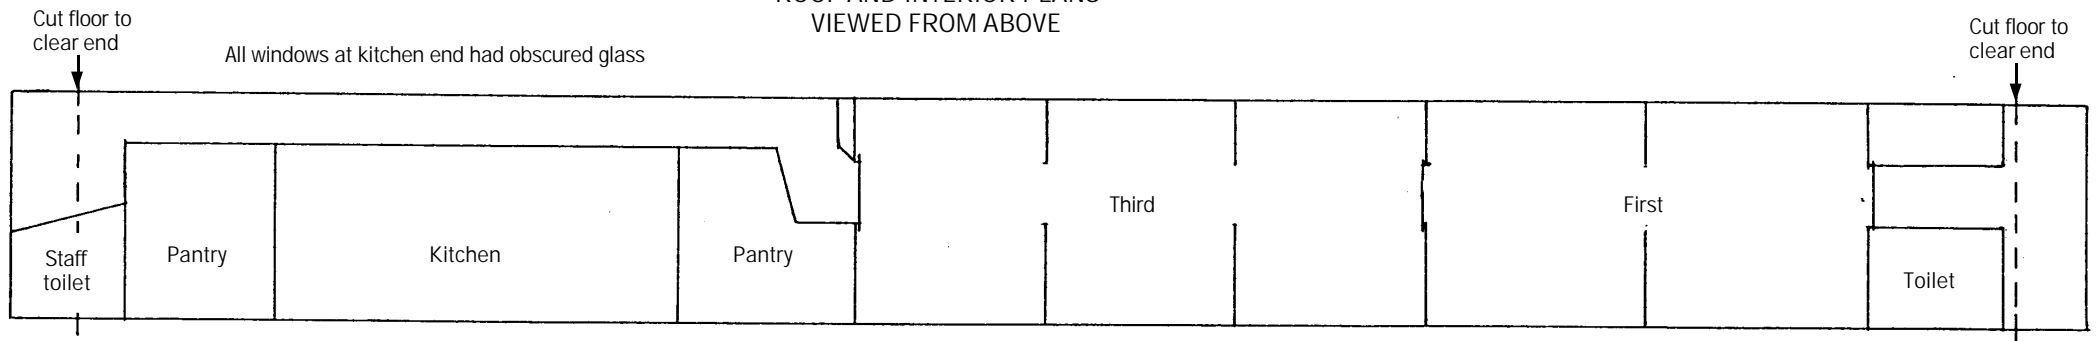 ROOF AND INTERIOR PLANS
VIEWED FROM ABOVE
Cut floor to
clear end
All windows at kitchen end had obscured glass
Cut floor to
clear end
Staff
toilet
Pantry
Kitchen
Pantry
Third
First
Toilet